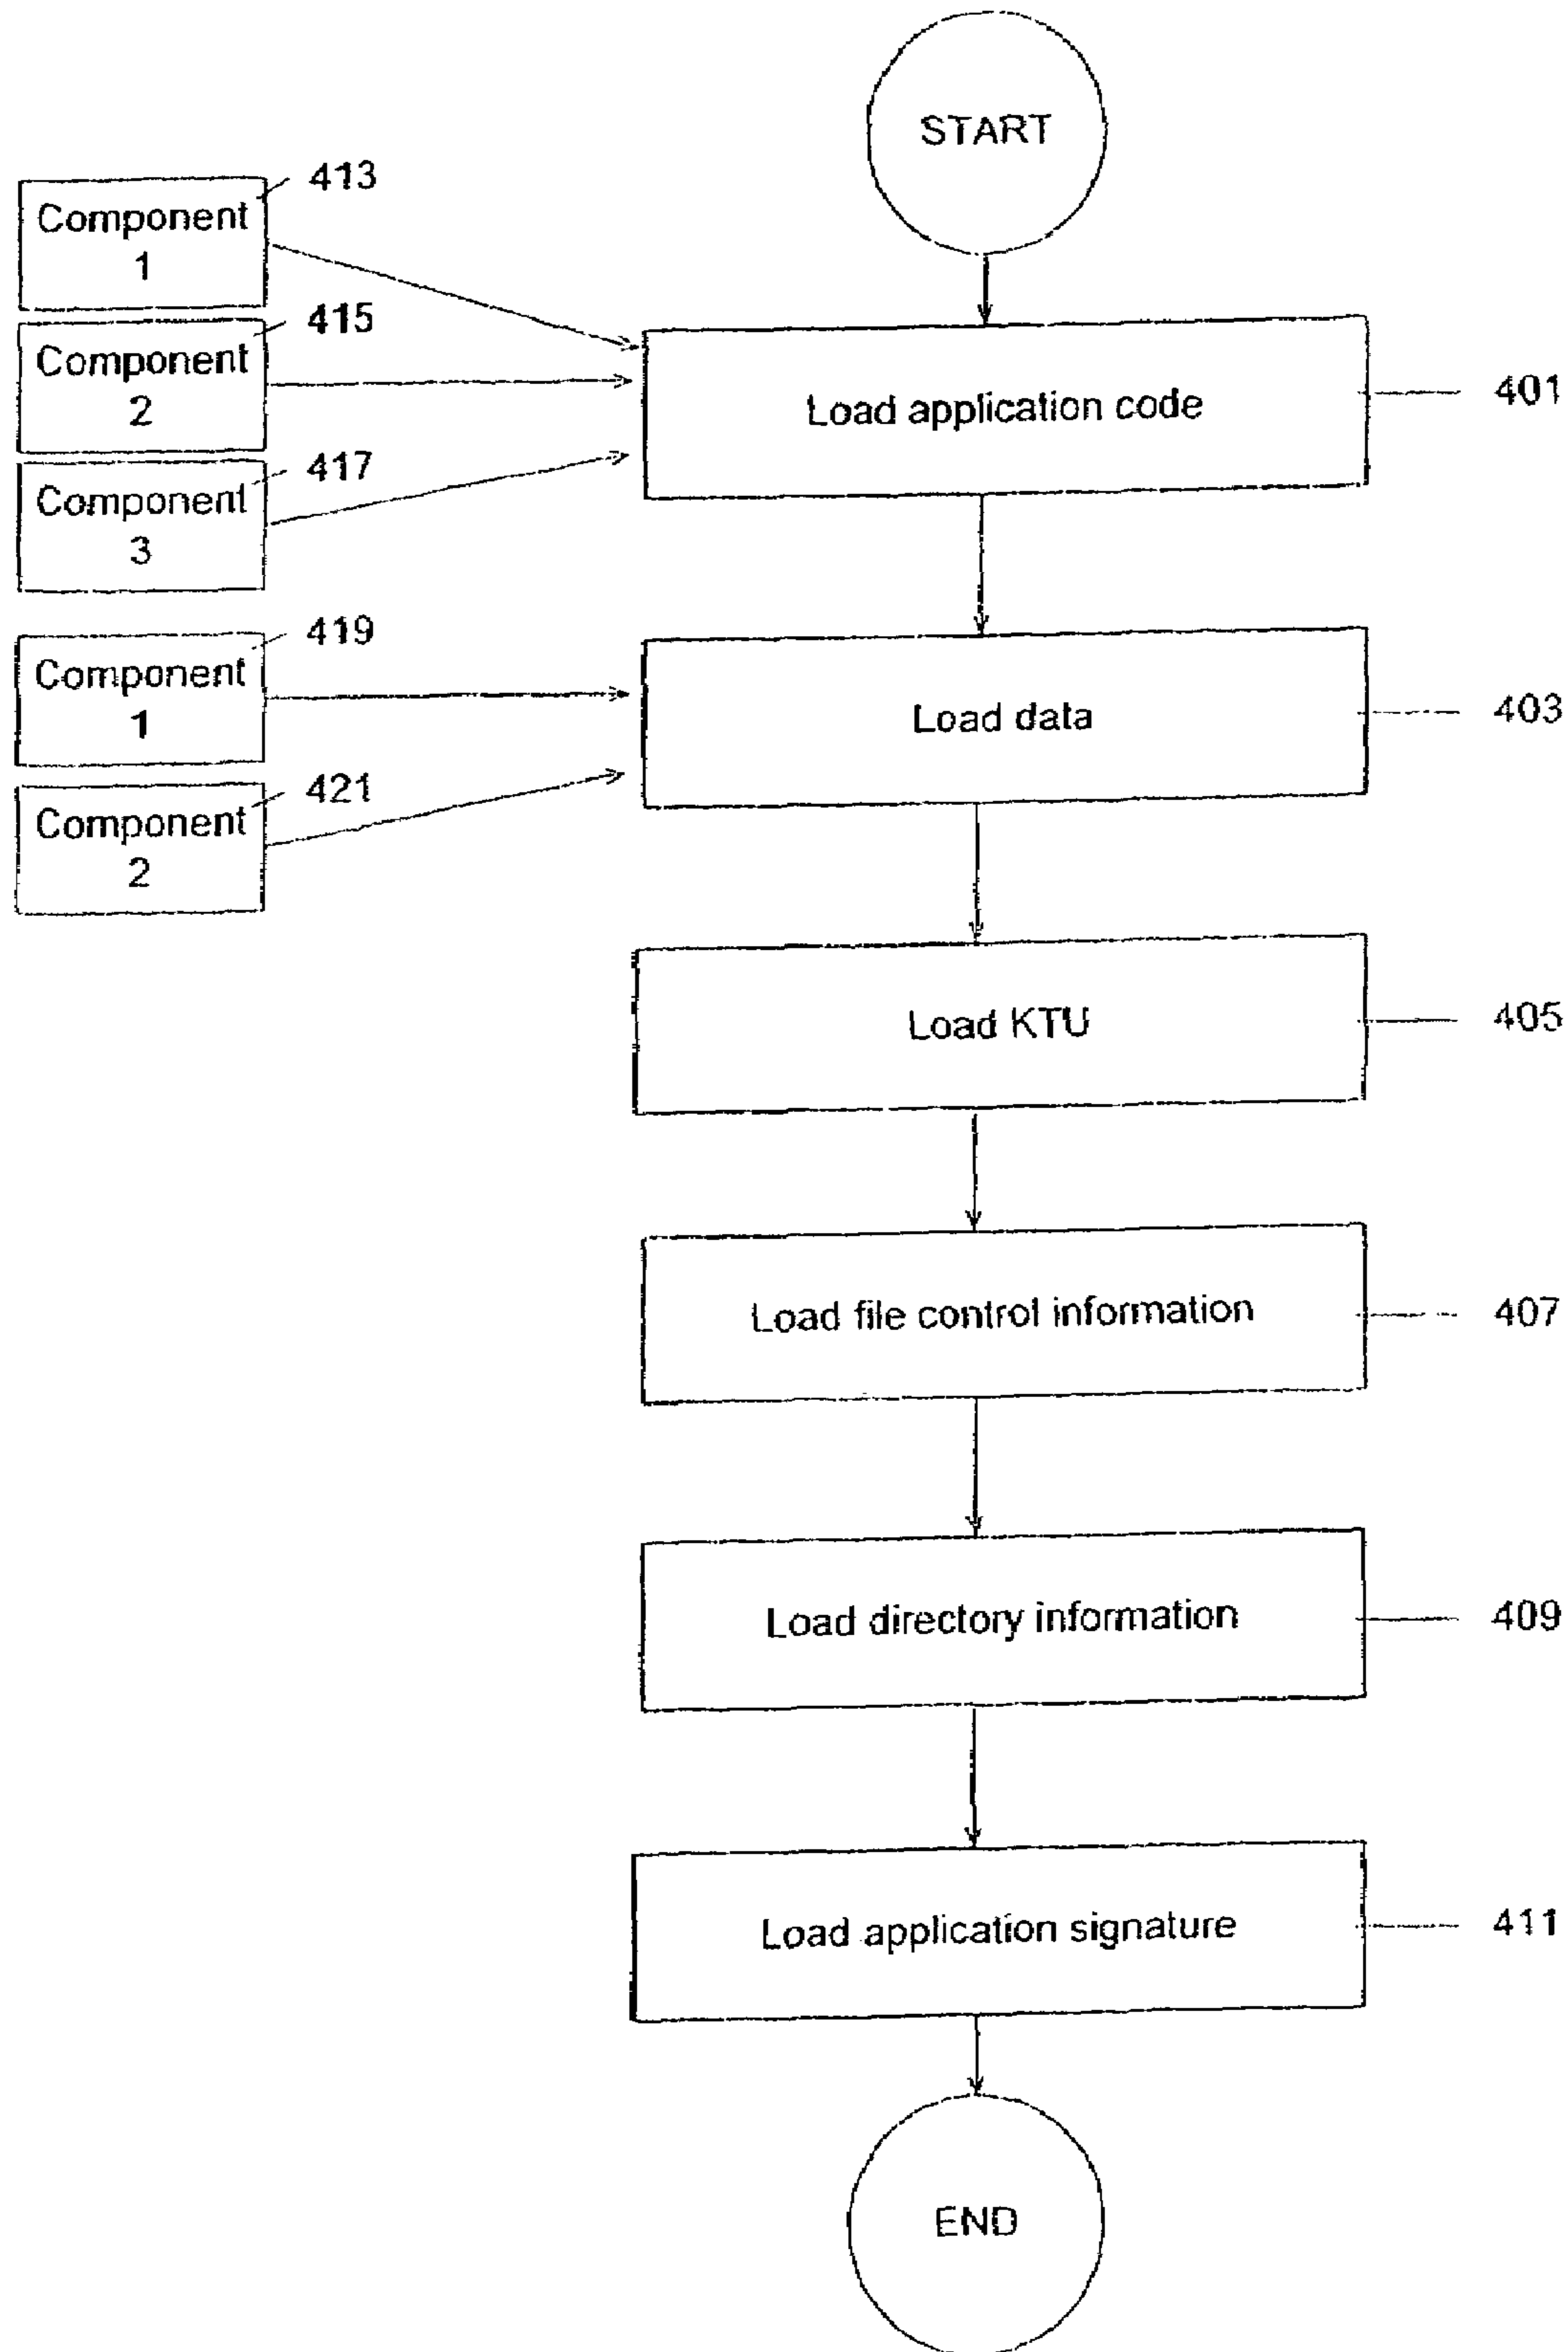 START
413
Component
1
415
Component
2
Load application code
401
417
Component
3
419
Component
1
Load data
403
421
Component
2
Load KTU
405
Load file control information
407
Load directory information
409
Load application signature
411
END